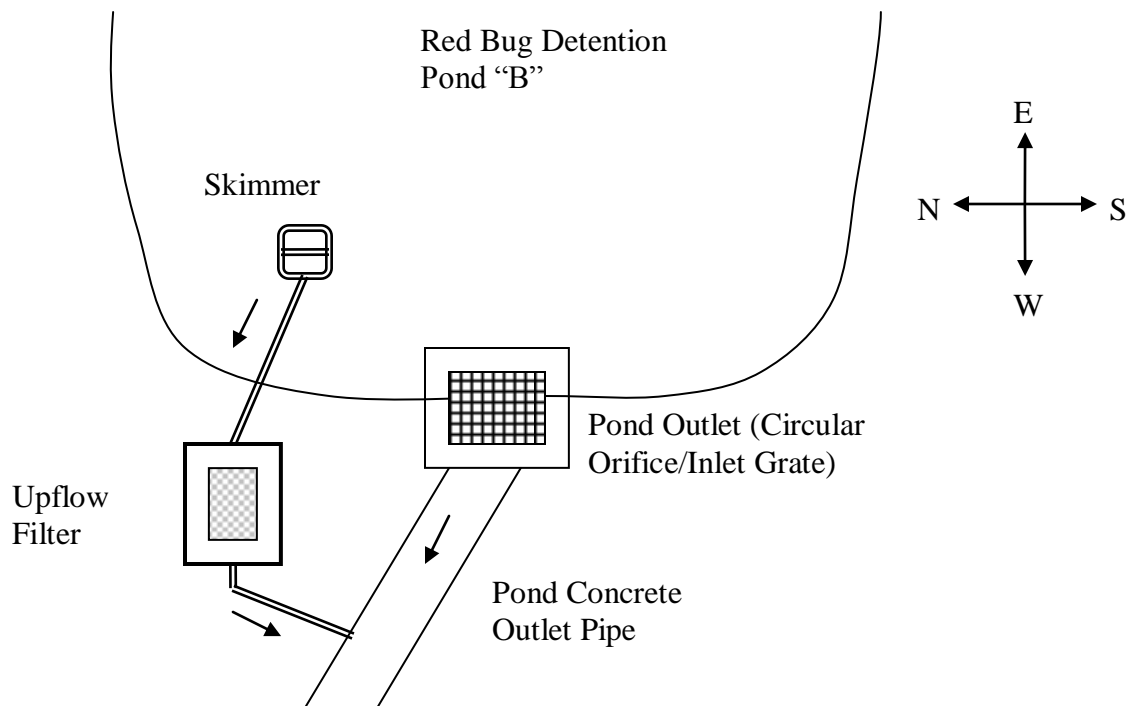 Red Bug Detention
Pond “B”
E
N
S
W
Skimmer
Pond Outlet (Circular
Orifice/Inlet Grate)
Upflow
Filter
Pond Concrete
Outlet Pipe